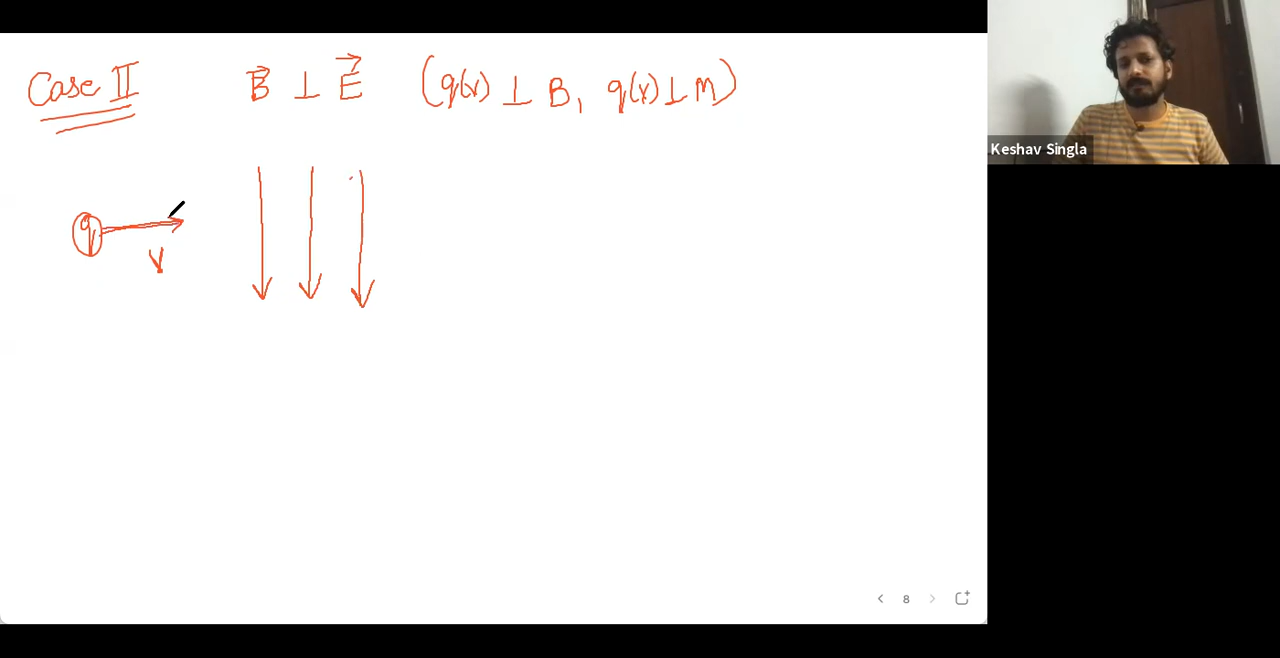 Case II B⃗ ⊥ E⃗ (q(v) ⊥ B, q(v) ⊥ M)
q
v
Keshav Singla
8